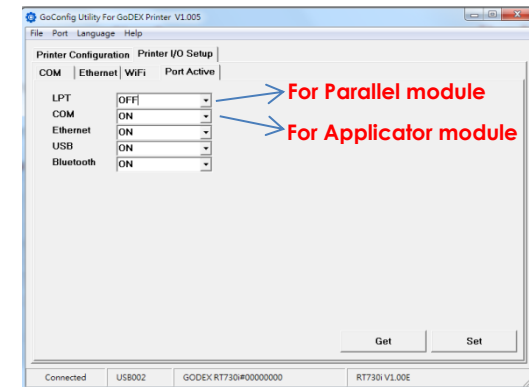 GoConfig Utility For GoDEX Printer V1.005
File Port Language Help
Printer Configuration Printer I/O Setup
COM Ethernet WiFi Port Active
LPT OFF For Parallel module
COM ON For Applicator module
Ethernet ON
USB ON
Bluetooth ON
Get Set
Connected USB002 GODEX RT730i#00000000 RT730i V1.00E